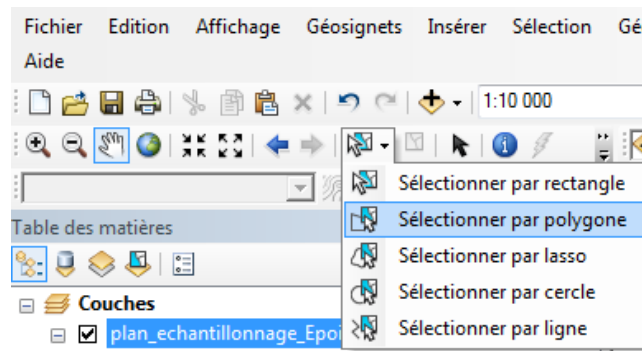 Fichier Edition Affichage Géosignets Insérer Sélection Gé
Aide
1:10 000
Sélectionner par rectangle
Table des matières
Sélectionner par polygone
Sélectionner par lasso
Sélectionner par cercle
Couches
plan_echantillonnage_Epoi
Sélectionner par ligne